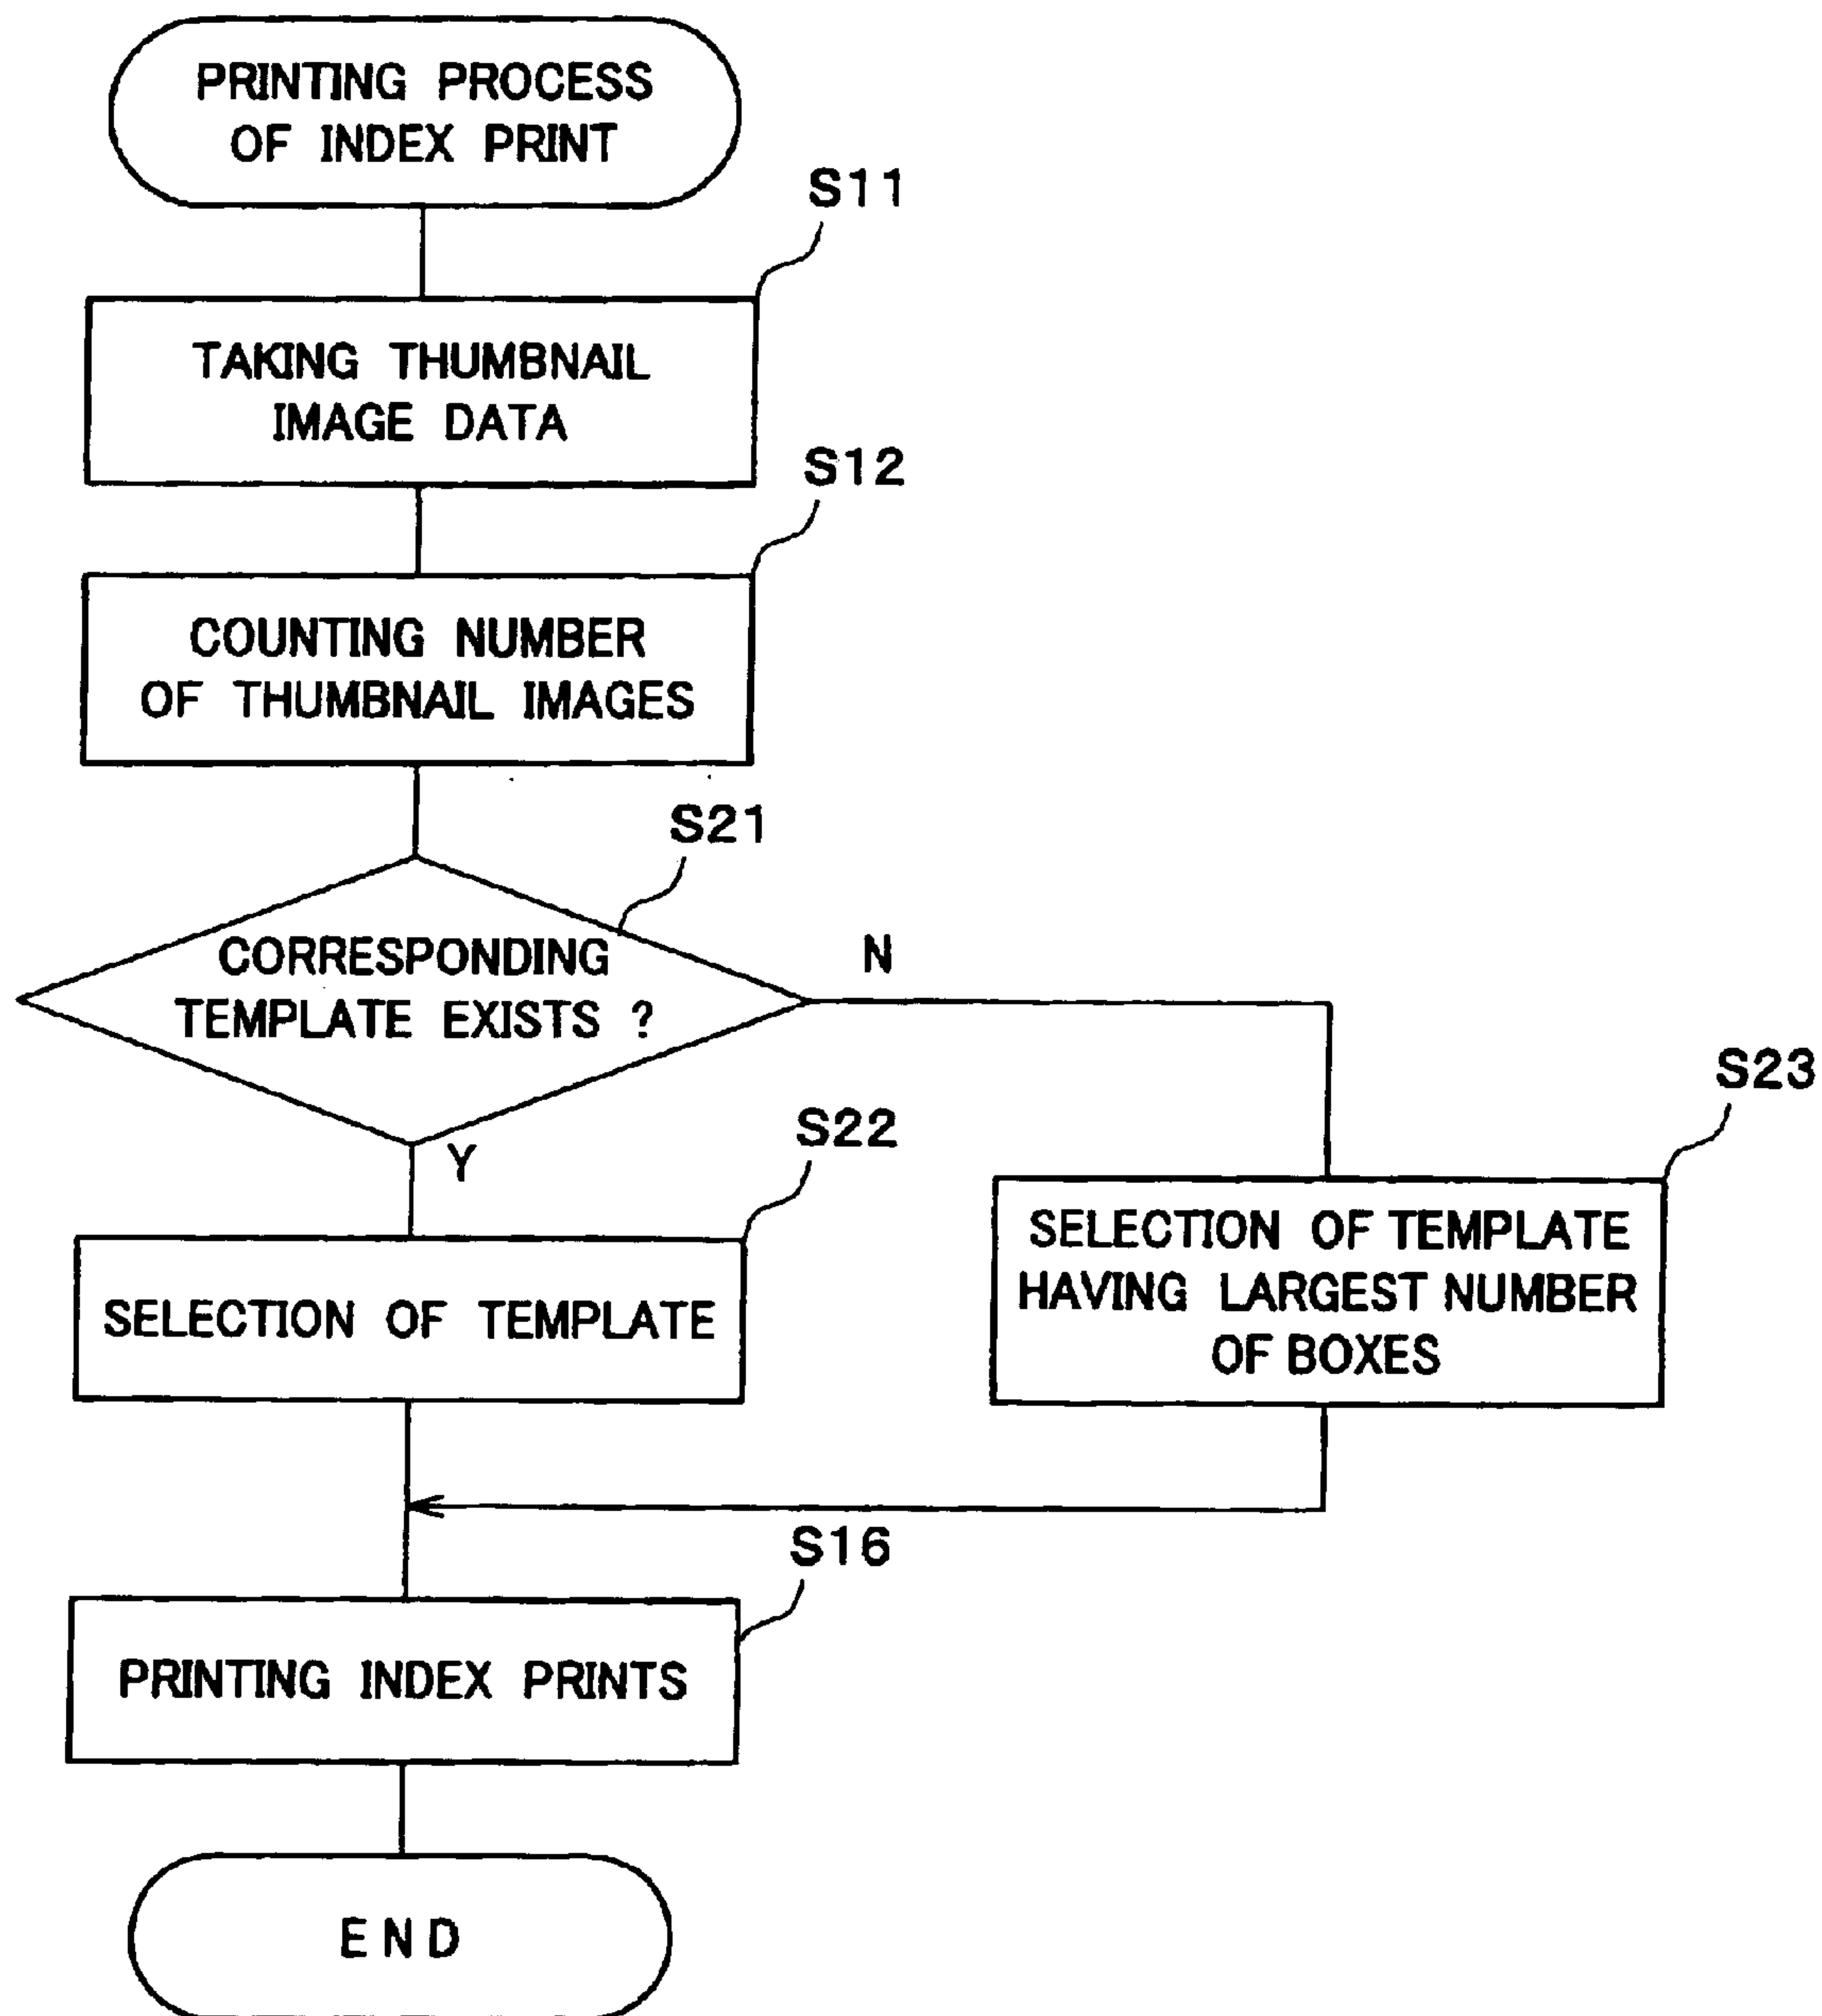 PRINTING PROCESS
OF INDEX PRINT
S11
TAKING THUMBNAIL
IMAGE DATA
S12
COUNTING NUMBER
OF THUMBNAIL IMAGES
S21
CORRESPONDING
TEMPLATE EXISTS ?
N
Y
S22
SELECTION OF TEMPLATE
S23
SELECTION OF TEMPLATE
HAVING LARGEST NUMBER
OF BOXES
S16
PRINTING INDEX PRINTS
END